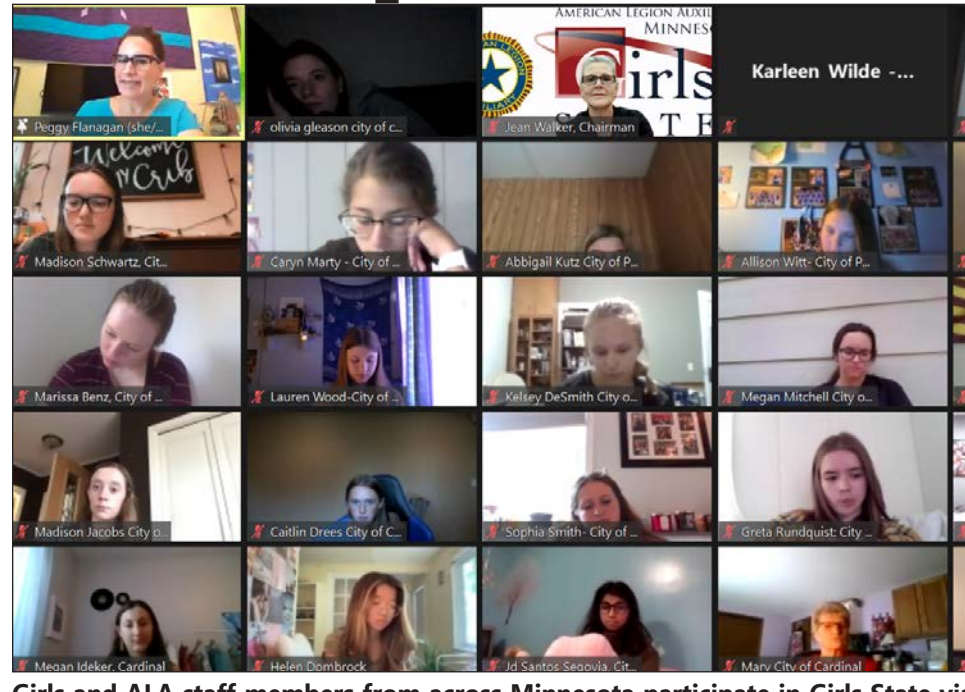 AMERICAN LEGION AUXIL
MINNES
Girls
STATE
Karleen Wilde -...
Peggy Flanagan (she/...
olivia gleason city of c...
Jean Walker, Chairman
Welcome
Crib
Madison Schwartz, Cit...
Caryn Marty - City of ...
Abbigail Kutz City of P...
Allison Witt- City of P...
Marissa Benz, City of ...
Lauren Wood-City of ...
Kelsey DeSmith City o...
Megan Mitchell City o...
Madison Jacobs City o...
Caitlin Drees City of C...
Sophia Smith- City of ...
Greta Rundquist: City ...
Megan Ideker, Cardinal
Helen Dombrock
Jd Santos Segovia, Cit...
Mary City of Cardinal
Girls and ALA staff members from across Minnesota participate in Girls State vi